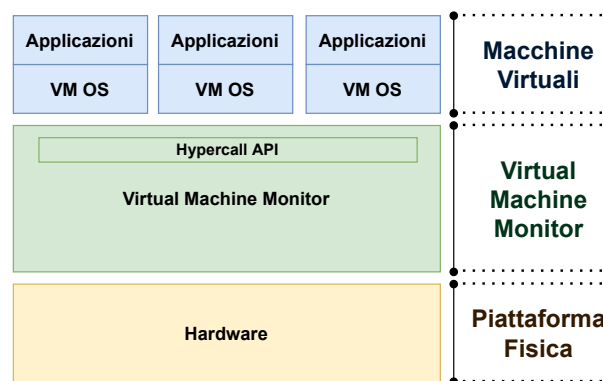 Applicazioni
Applicazioni
Applicazioni
VM OS
VM OS
VM OS
Macchine
Virtuali
Hypercall API
Virtual Machine Monitor
Virtual
Machine
Monitor
Hardware
Piattaforma
Fisica